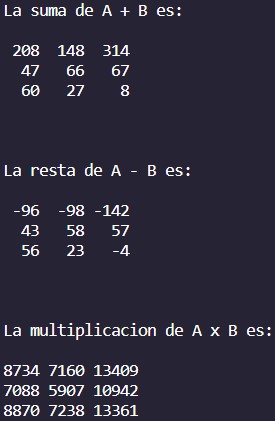 La suma de A + B es:
208 148 314
47 66 67
60 27 8
La resta de A - B es:
-96 -98 -142
43 58 57
56 23 -4
La multiplicacion de A x B es:
8734 7160 13409
7088 5907 10942
8870 7238 13361